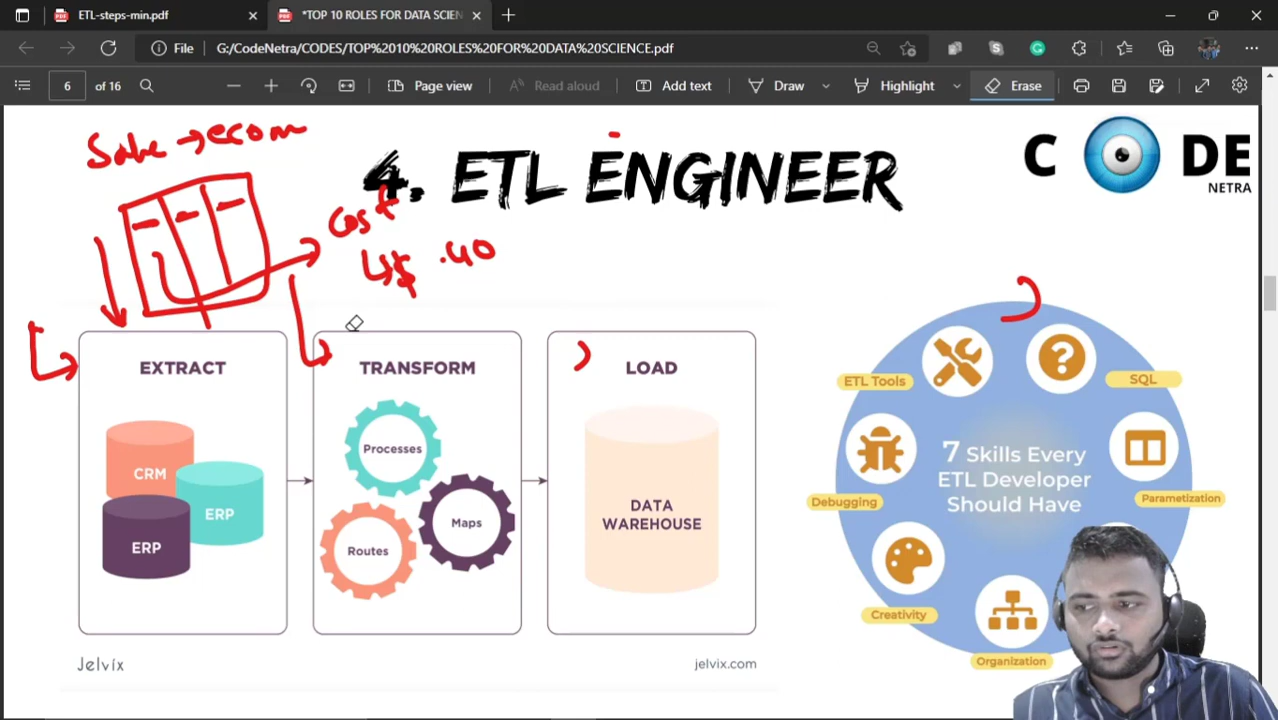 ETL-steps-min.pdf
*TOP 10 ROLES FOR DATA SCIEN
File
G:/CodeNetra/CODES/TOP%2010%20ROLES%20FOR%20DATA%20SCIENCE.pdf
6
of 16
Page view
Read aloud
Add text
Draw
Highlight
Erase
Sale → ecom
4. ETL ENGINEER
C DE
NETRA
cost
4$ .40
EXTRACT
CRM
ERP
ERP
TRANSFORM
Processes
Maps
Routes
LOAD
DATA
WAREHOUSE
Jelvix
jelvix.com
ETL Tools
SQL
Debugging
7 Skills Every
ETL Developer
Should Have
Parametization
Creativity
Organization